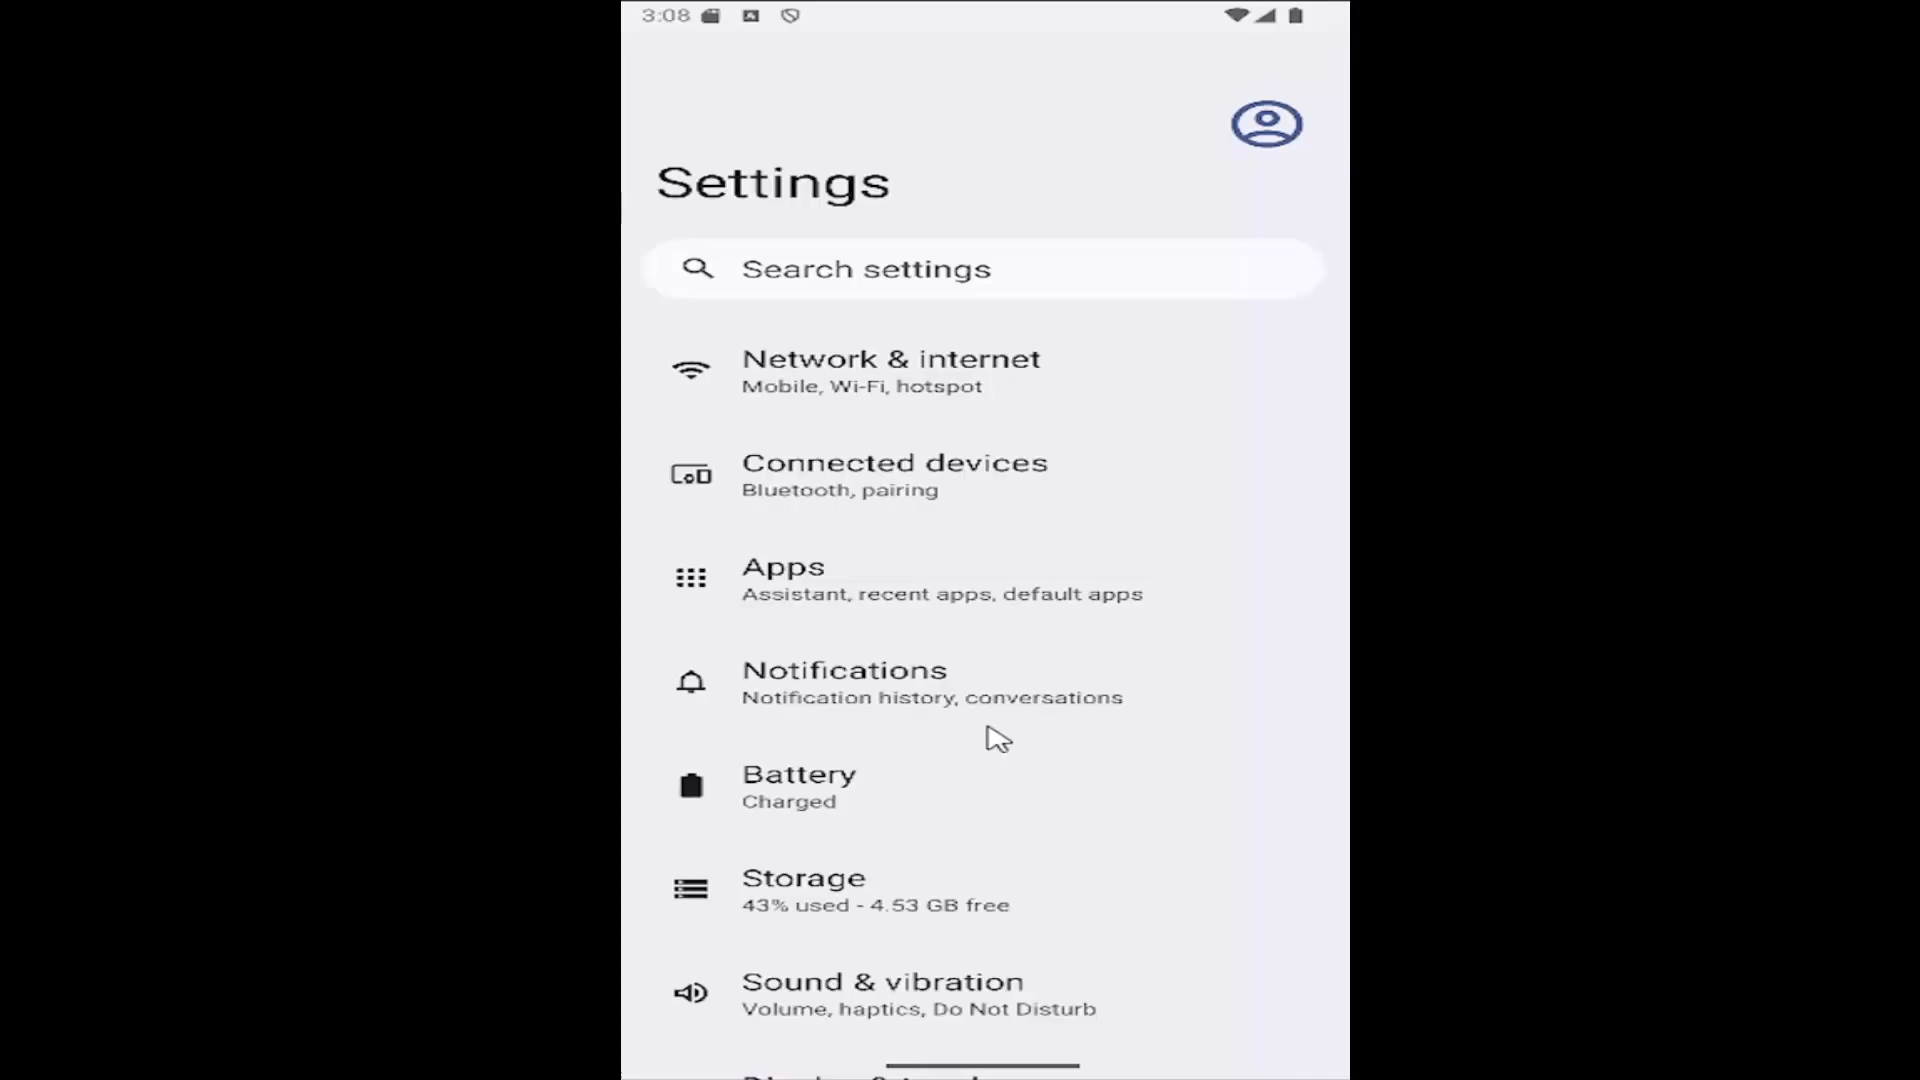 3:08
Settings
Search settings
Network & internet
Mobile, Wi-Fi, hotspot
Connected devices
Bluetooth, pairing
Apps
Assistant, recent apps, default apps
Notifications
Notification history, conversations
Battery
Charged
Storage
43% used - 4.53 GB free
Sound & vibration
Volume, haptics, Do Not Disturb